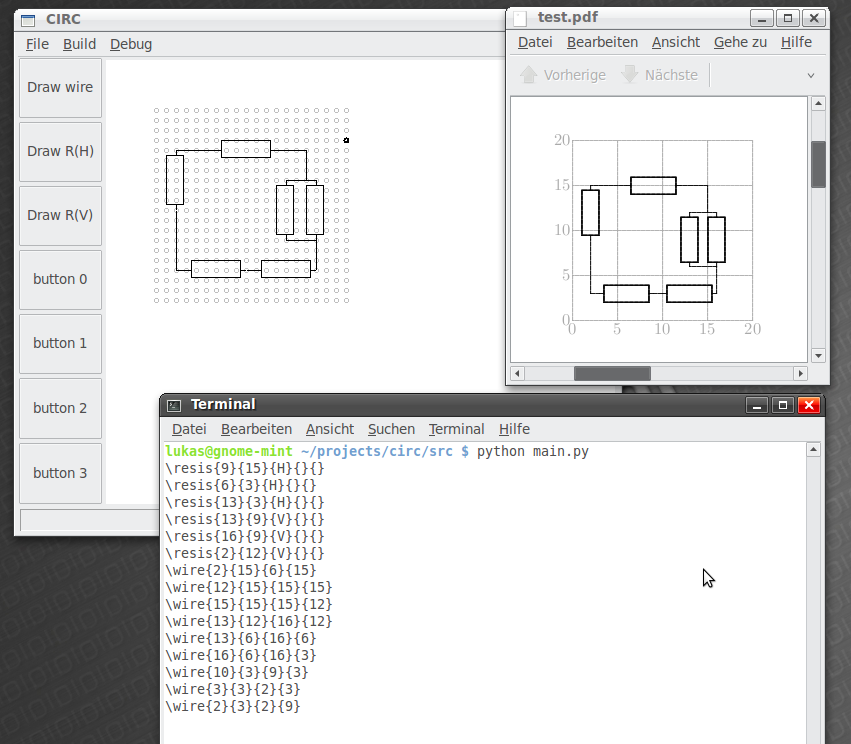 CIRC
File Build Debug
Draw wire
Draw R(H)
Draw R(V)
button 0
button 1
button 2
button 3
test.pdf
Datei Bearbeiten Ansicht Gehe zu Hilfe
Vorherige Nächste
20
15
10
5
0
0 5 10 15 20
Terminal
Datei Bearbeiten Ansicht Suchen Terminal Hilfe
lukas@gnome-mint ~/projects/circ/src $ python main.py
\resis{9}{15}{H}{}{}
\resis{6}{3}{H}{}{}
\resis{13}{3}{H}{}{}
\resis{13}{9}{V}{}{}
\resis{16}{9}{V}{}{}
\resis{2}{12}{V}{}{}
\wire{2}{15}{6}{15}
\wire{12}{15}{15}{15}
\wire{15}{15}{15}{12}
\wire{13}{12}{16}{12}
\wire{13}{6}{16}{6}
\wire{16}{6}{16}{3}
\wire{10}{3}{9}{3}
\wire{3}{3}{2}{3}
\wire{2}{3}{2}{9}